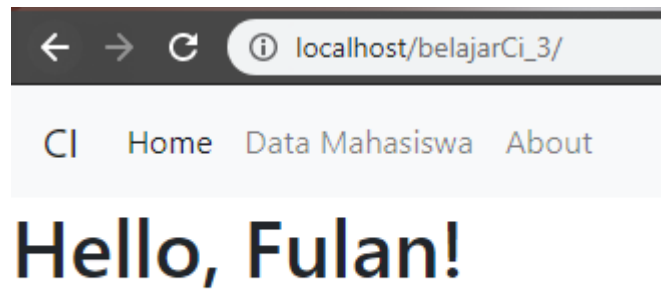 localhost/belajarCi_3/
CI Home Data Mahasiswa About
Hello, Fulan!